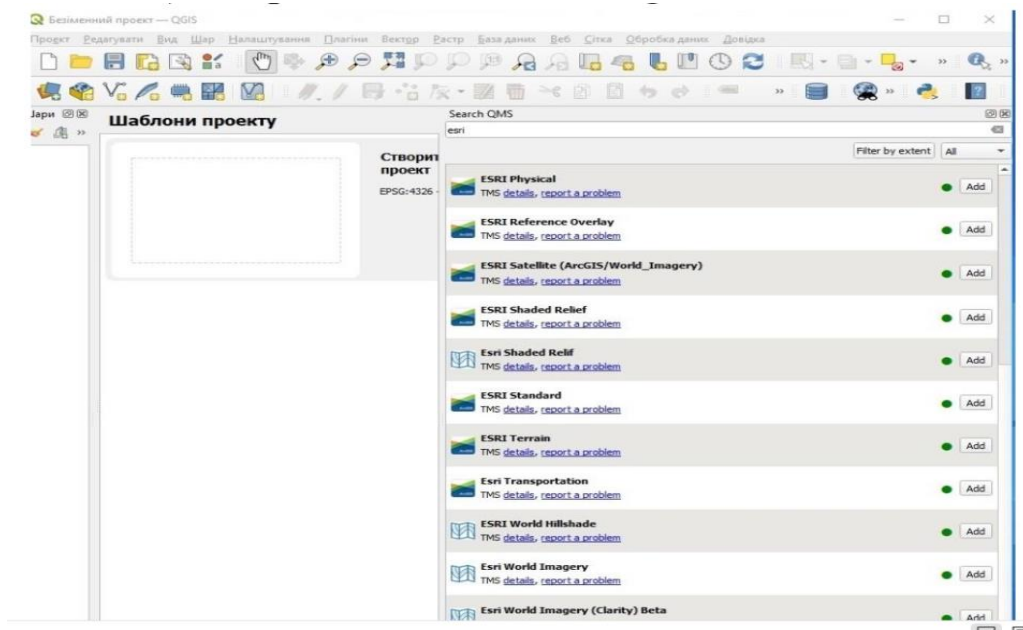 Безіменний проект — QGIS
Проєкт Редагувати Вид Шар Налаштування Плагіни Вектор Растр База даних Веб Сітка Обробка даних Довідка
Шари
Search QMS
esri
Filter by extent All
Шаблони проекту
Створит
проект
EPSG:4326 -
ESRI Physical
TMS details, report a problem
Add
ESRI Reference Overlay
TMS details, report a problem
Add
ESRI Satellite (ArcGIS/World_Imagery)
TMS details, report a problem
Add
ESRI Shaded Relief
TMS details, report a problem
Add
Esri Shaded Relif
TMS details, report a problem
Add
ESRI Standard
TMS details, report a problem
Add
ESRI Terrain
TMS details, report a problem
Add
Esri Transportation
TMS details, report a problem
Add
ESRI World Hillshade
TMS details, report a problem
Add
Esri World Imagery
TMS details, report a problem
Add
Esri World Imagery (Clarity) Beta
Add